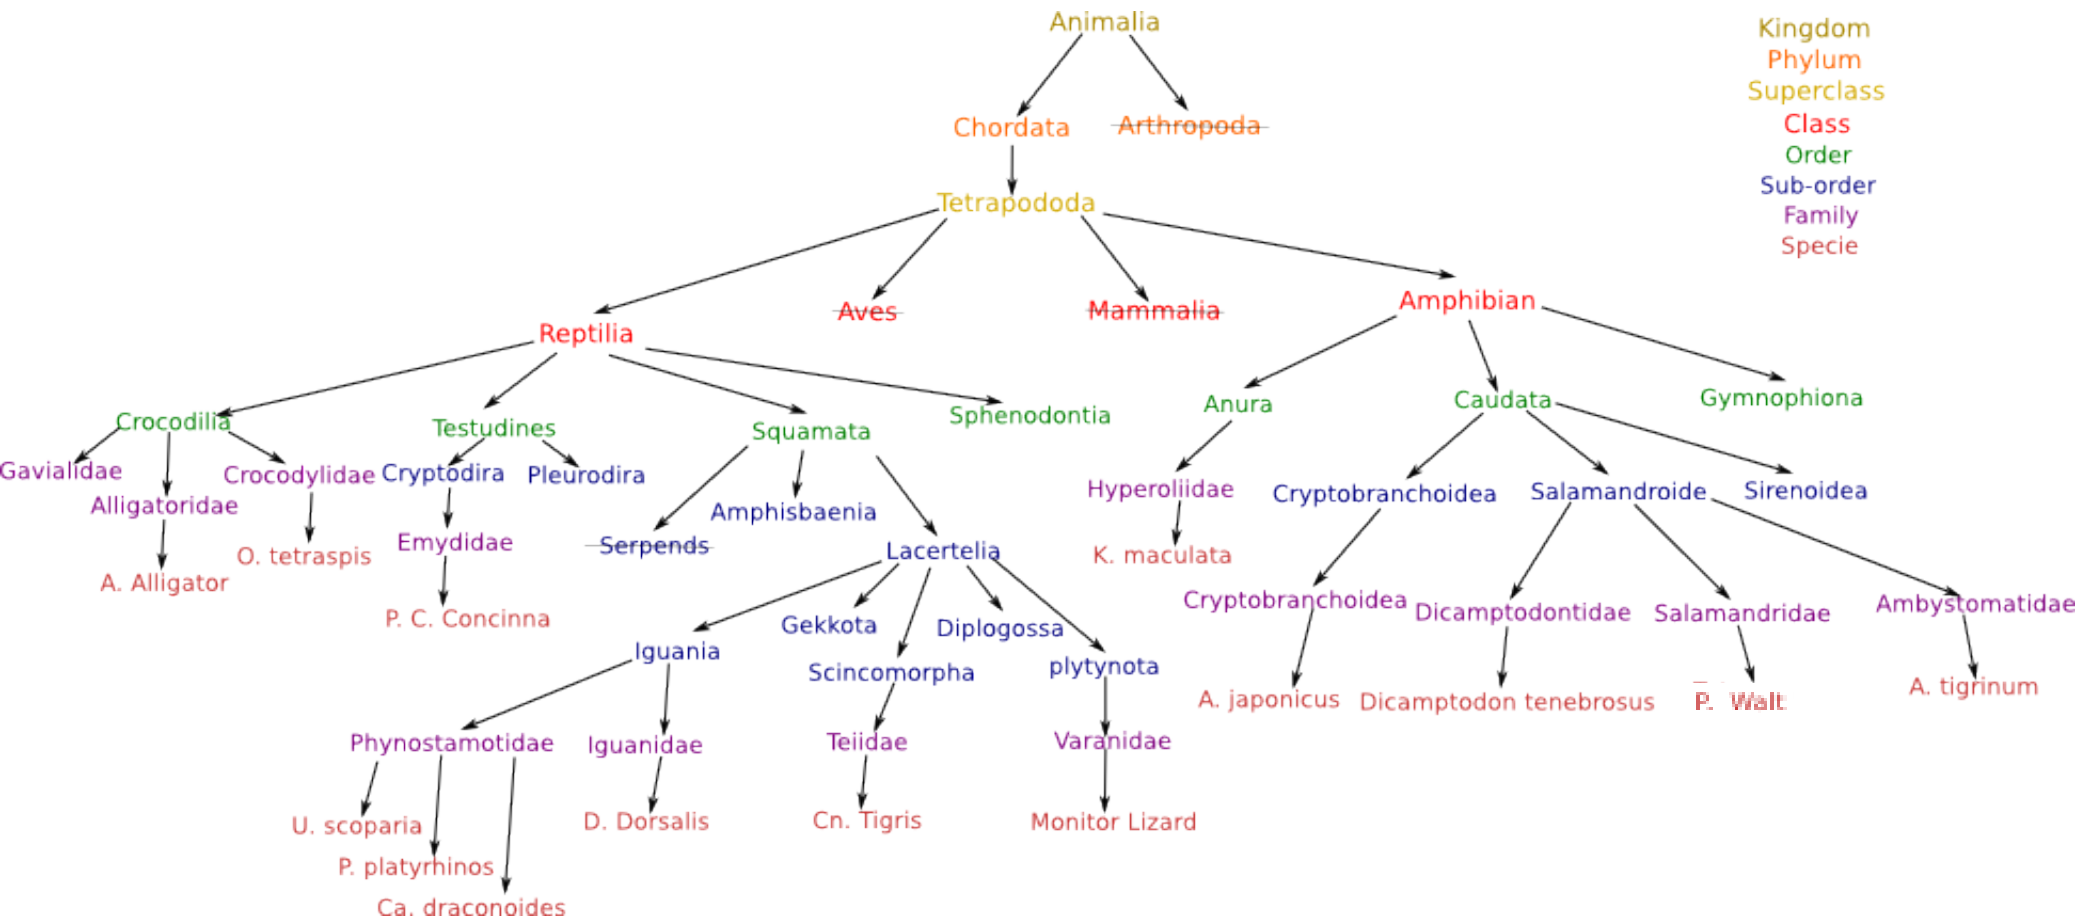 Animalia
Kingdom
Phylum
Superclass
Class
Order
Sub-order
Family
Specie
Chordata
Arthropoda
Tetrapododa
Reptilia
Aves
Mammalia
Amphibian
Crocodilia
Testudines
Squamata
Sphenodontia
Anura
Caudata
Gymnophiona
Gavialidae
Alligatoridae
Crocodylidae
Cryptodira
Pleurodira
Amphisbaenia
Serpends
Lacertelia
Hyperoliidae
Cryptobranchoidea
Salamandroide
Sirenoidea
A. Alligator
O. tetraspis
Emydidae
P. C. Concinna
K. maculata
Iguania
Gekkota
Scincomorpha
Diplogossa
plytynota
Cryptobranchoidea
Dicamptodontidae
Salamandridae
Ambystomatidae
A. japonicus
Dicamptodon tenebrosus
P. Walt
A. tigrinum
Phynostamotidae
Iguanidae
Teiidae
Varanidae
U. scoparia
P. platyrhinos
Ca. draconoides
D. Dorsalis
Cn. Tigris
Monitor Lizard